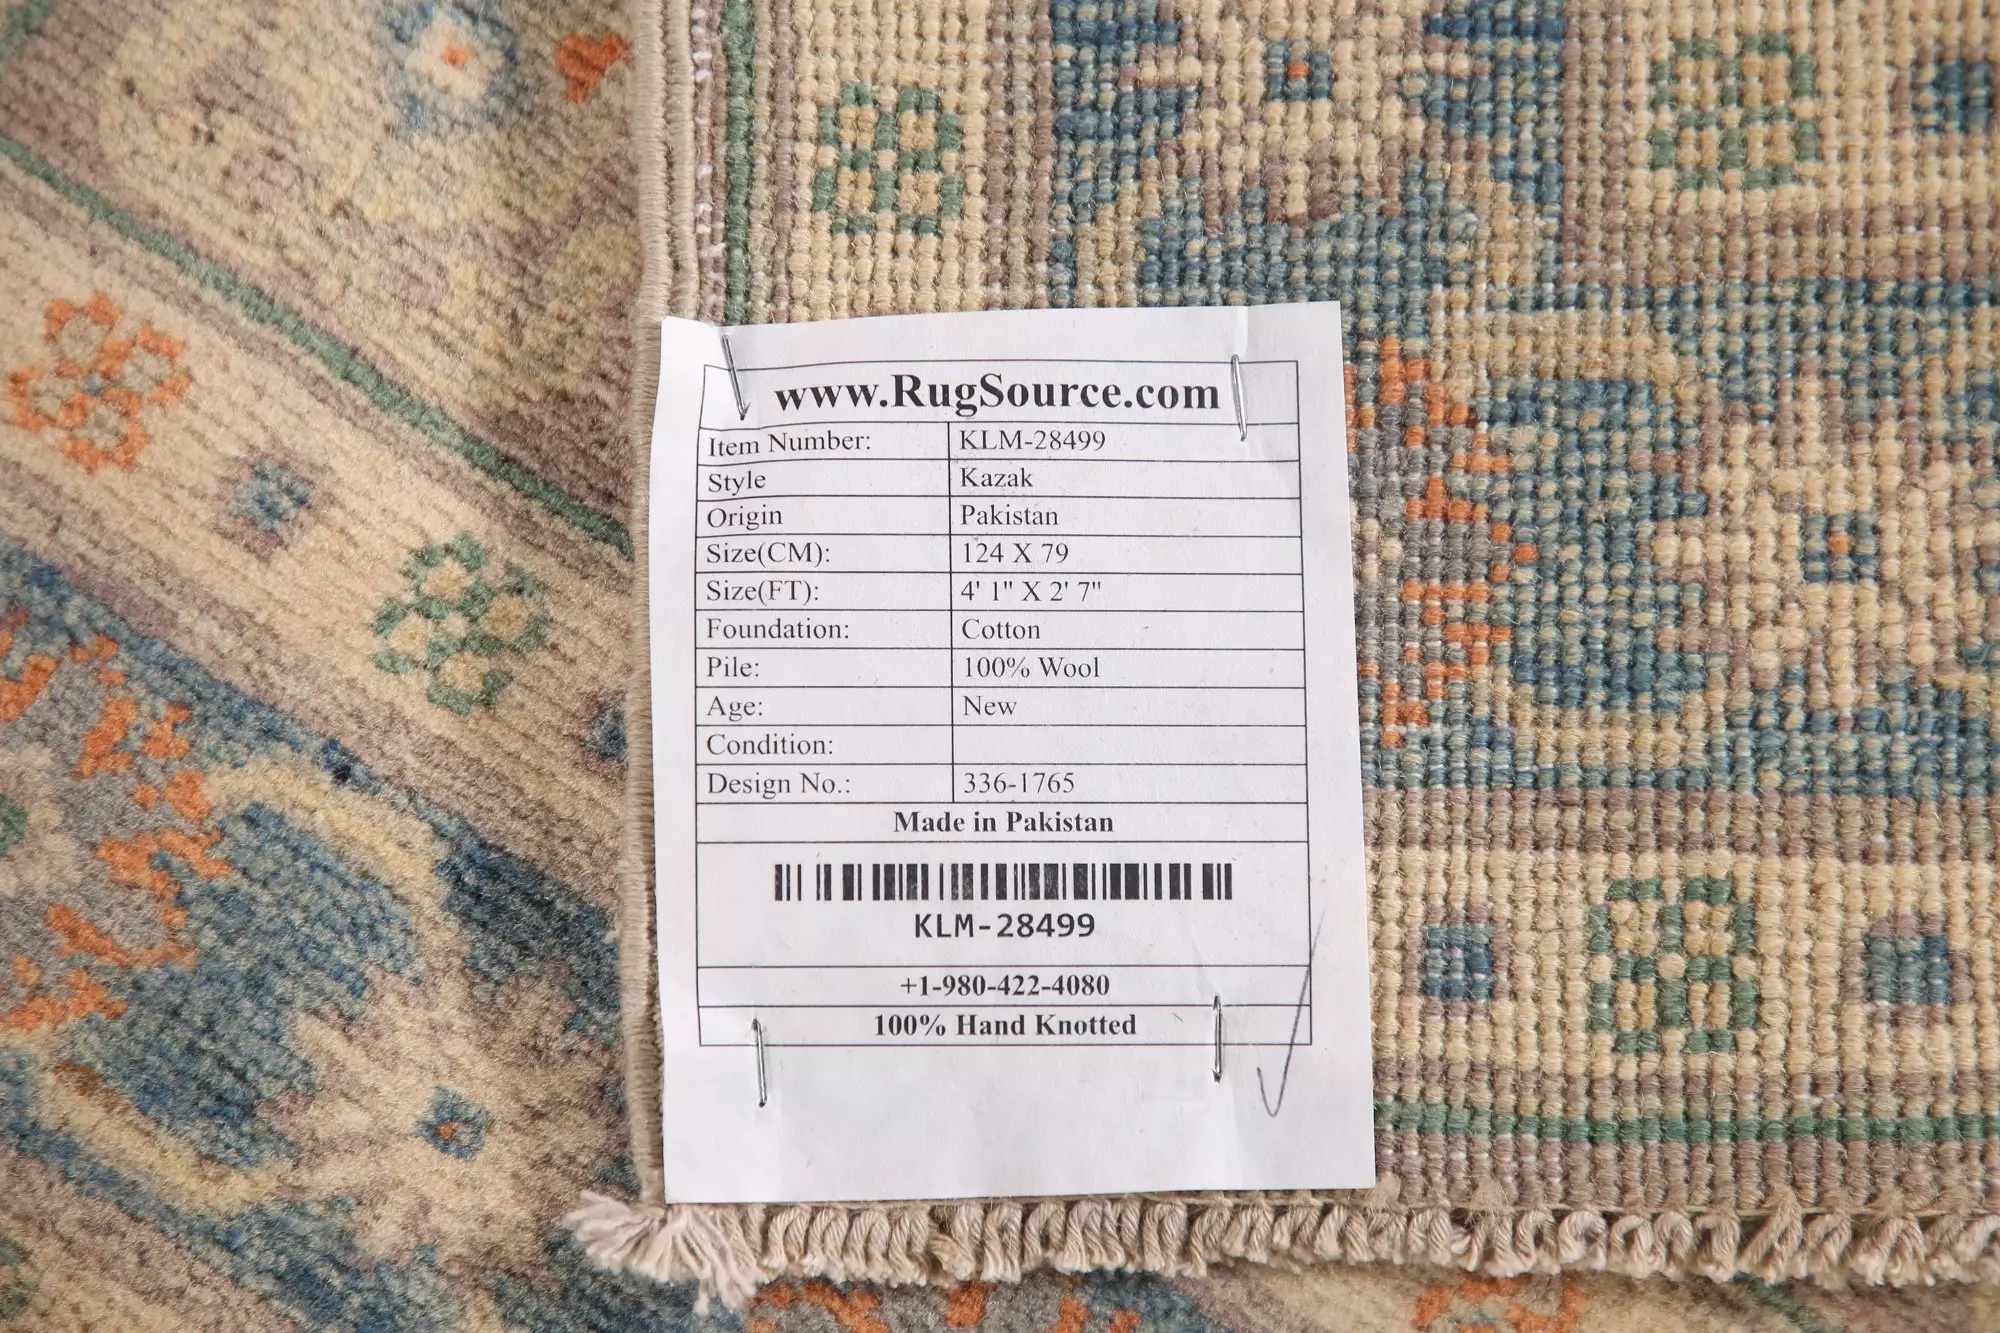 www.RugSource.com
Item Number: KLM-28499
Style Kazak
Origin Pakistan
Size(CM): 124 X 79
Size(FT): 4' 1" X 2' 7"
Foundation: Cotton
Pile: 100% Wool
Age: New
Condition:
Design No.: 336-1765
Made in Pakistan
KLM-28499
+1-980-422-4080
100% Hand Knotted